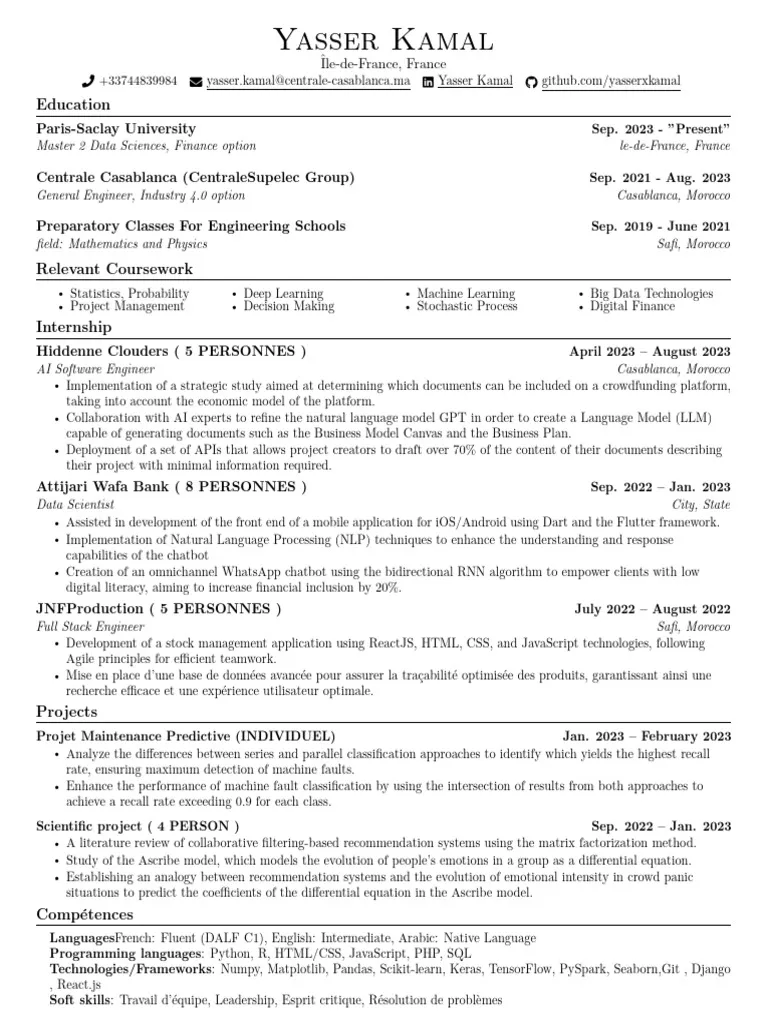 Yasser Kamal
Île-de-France, France
+33744839984 yasser.kamal@centrale-casablanca.ma Yasser Kamal github.com/yasserxkamal
Education
Paris-Saclay University Sep. 2023 - "Present"
Master 2 Data Sciences, Finance option le-de-France, France
Centrale Casablanca (CentraleSupelec Group) Sep. 2021 - Aug. 2023
General Engineer, Industry 4.0 option Casablanca, Morocco
Preparatory Classes For Engineering Schools Sep. 2019 - June 2021
field: Mathematics and Physics Safi, Morocco
Relevant Coursework
• Statistics, Probability • Deep Learning • Machine Learning • Big Data Technologies
• Project Management • Decision Making • Stochastic Process • Digital Finance
Internship
Hiddenne Clouders ( 5 PERSONNES ) April 2023 – August 2023
AI Software Engineer Casablanca, Morocco
• Implementation of a strategic study aimed at determining which documents can be included on a crowdfunding platform,
taking into account the economic model of the platform.
• Collaboration with AI experts to refine the natural language model GPT in order to create a Language Model (LLM)
capable of generating documents such as the Business Model Canvas and the Business Plan.
• Deployment of a set of APIs that allows project creators to draft over 70% of the content of their documents describing
their project with minimal information required.
Attijari Wafa Bank ( 8 PERSONNES ) Sep. 2022 – Jan. 2023
Data Scientist City, State
• Assisted in development of the front end of a mobile application for iOS/Android using Dart and the Flutter framework.
• Implementation of Natural Language Processing (NLP) techniques to enhance the understanding and response
capabilities of the chatbot
• Creation of an omnichannel WhatsApp chatbot using the bidirectional RNN algorithm to empower clients with low
digital literacy, aiming to increase financial inclusion by 20%.
JNFProduction ( 5 PERSONNES ) July 2022 – August 2022
Full Stack Engineer Safi, Morocco
• Development of a stock management application using ReactJS, HTML, CSS, and JavaScript technologies, following
Agile principles for efficient teamwork.
• Mise en place d'une base de données avancée pour assurer la traçabilité optimisée des produits, garantissant ainsi une
recherche efficace et une expérience utilisateur optimale.
Projects
Projet Maintenance Predictive (INDIVIDUEL) Jan. 2023 – February 2023
• Analyze the differences between series and parallel classification approaches to identify which yields the highest recall
rate, ensuring maximum detection of machine faults.
• Enhance the performance of machine fault classification by using the intersection of results from both approaches to
achieve a recall rate exceeding 0.9 for each class.
Scientific project ( 4 PERSON ) Sep. 2022 – Jan. 2023
• A literature review of collaborative filtering-based recommendation systems using the matrix factorization method.
• Study of the Ascribe model, which models the evolution of people's emotions in a group as a differential equation.
• Establishing an analogy between recommendation systems and the evolution of emotional intensity in crowd panic
situations to predict the coefficients of the differential equation in the Ascribe model.
Compétences
LanguagesFrench: Fluent (DALF C1), English: Intermediate, Arabic: Native Language
Programming languages: Python, R, HTML/CSS, JavaScript, PHP, SQL
Technologies/Frameworks: Numpy, Matplotlib, Pandas, Scikit-learn, Keras, TensorFlow, PySpark, Seaborn,Git , Django
, React.js
Soft skills: Travail d'équipe, Leadership, Esprit critique, Résolution de problèmes